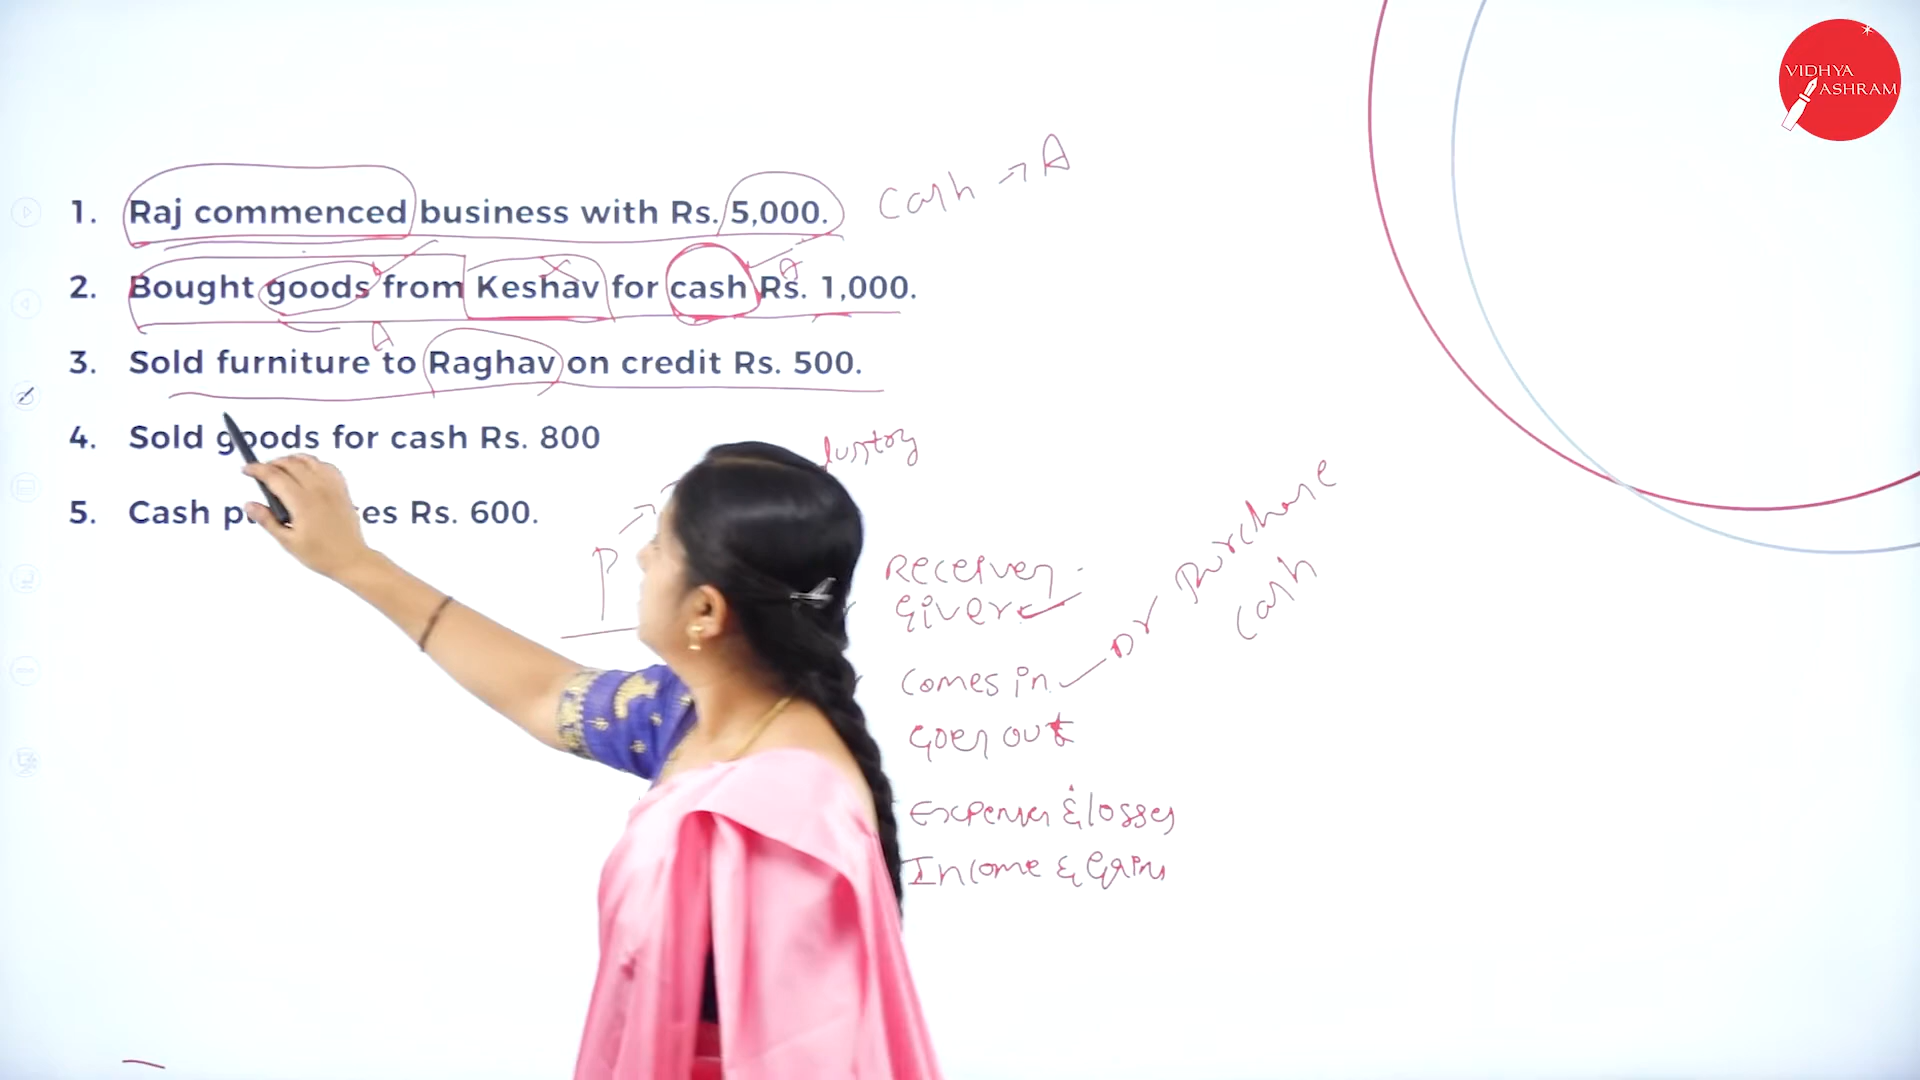 VIDHYA
ASHRAM
Cash → A
1. Raj commenced business with Rs. 5,000.
2. Bought goods from Keshav for cash Rs. 1,000.
A
A
3. Sold furniture to Raghav on credit Rs. 500.
4. Sold goods for cash Rs. 800
5. Cash Rs. 600.
P
Receiver
Giver
Dr Purchase
Cash
Comes in
Goes out
Expenses & losses
Income & Gains